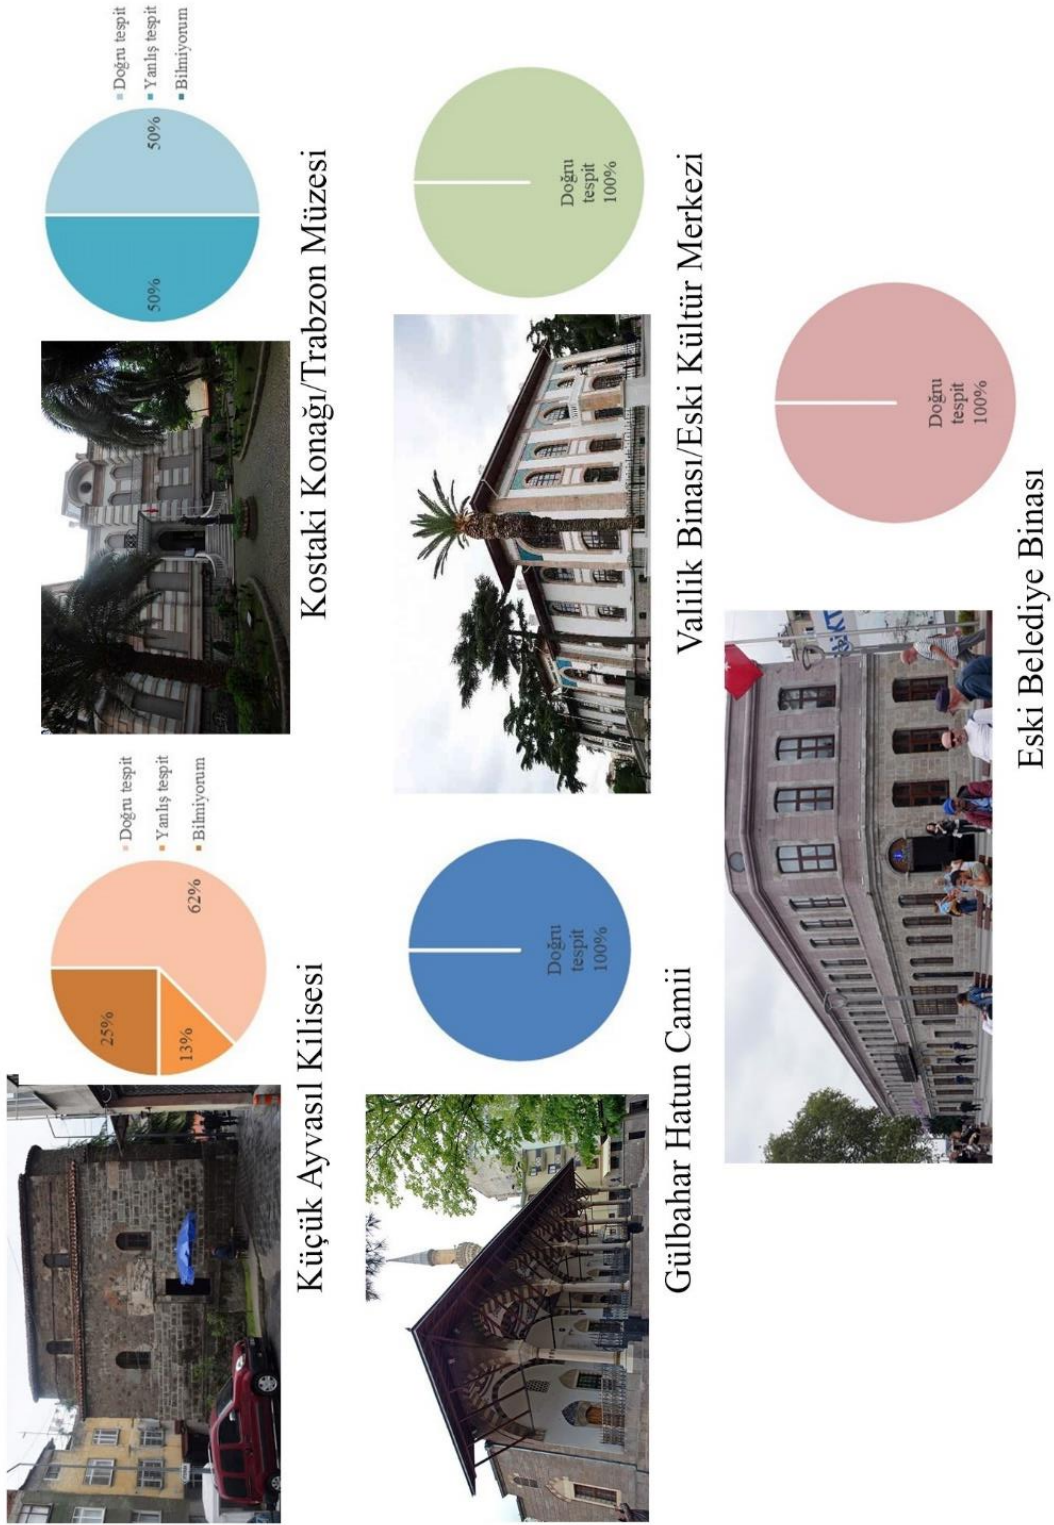 25%
13%
62%
Doğru tespit
Yanlış tespit
Bilmiyorum
Küçük Ayvasıl Kilisesi
50%
50%
Doğru tespit
Yanlış tespit
Bilmiyorum
Kostaki Konağı/Trabzon Müzesi
Doğru
tespit
100%
Gülbahar Hatun Camii
Doğru
tespit
100%
Valilik Binası/Eski Kültür Merkezi
Doğru
tespit
100%
Eski Belediye Binası